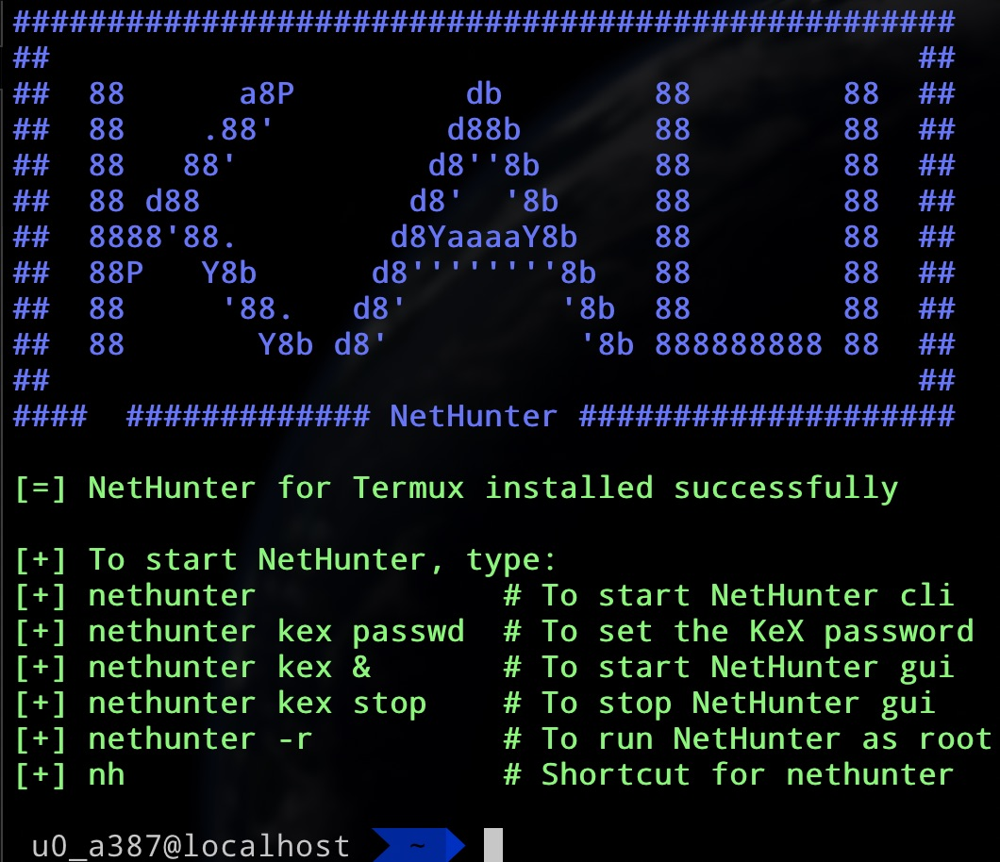 ##################################################
##                                              ##
##  88      a8P         db        88        88  ##
##  88    .88'         d88b       88        88  ##
##  88   88'          d8''8b      88        88  ##
##  88 d88           d8'  '8b     88        88  ##
##  8888'88.        d8YaaaaY8b    88        88  ##
##  88P   Y8b      d8''''''''8b   88        88  ##
##  88     '88.   d8'        '8b  88        88  ##
##  88       Y8b d8'          '8b 888888888 88  ##
##                                              ##
####  ############# NetHunter ####################
[=] NetHunter for Termux installed successfully
[+] To start NetHunter, type:
[+] nethunter             # To start NetHunter cli
[+] nethunter kex passwd  # To set the KeX password
[+] nethunter kex &       # To start NetHunter gui
[+] nethunter kex stop    # To stop NetHunter gui
[+] nethunter -r          # To run NetHunter as root
[+] nh                    # Shortcut for nethunter
u0_a387@localhost ~